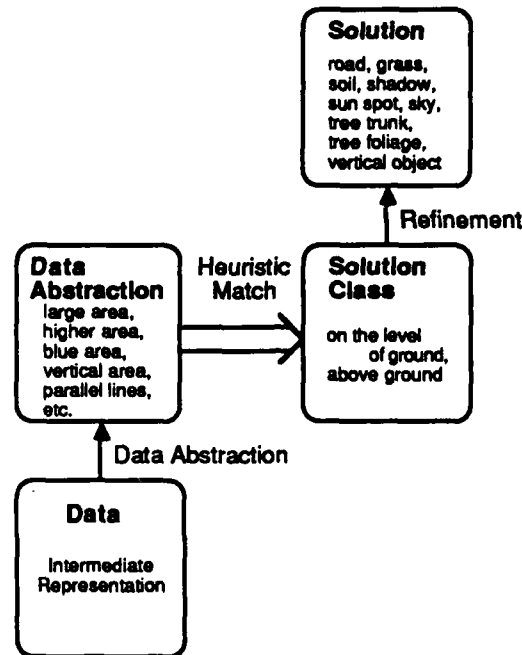 Solution
road, grass,
soil, shadow,
sun spot, sky,
tree trunk,
tree foliage,
vertical object
Refinement
Data
Abstraction
large area,
higher area,
blue area,
vertical area,
parallel lines,
etc.
Heuristic
Match
Solution
Class
on the level
of ground,
above ground
Data Abstraction
Data
Intermediate
Representation